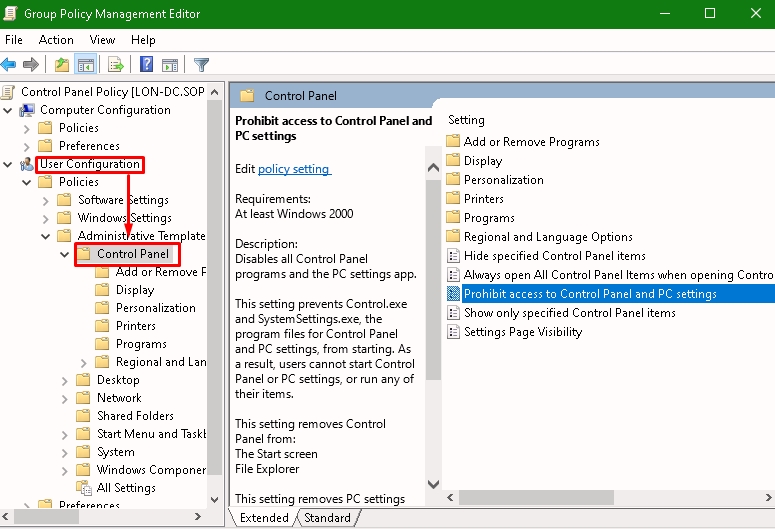 Group Policy Management Editor
File Action View Help
Control Panel Policy [LON-DC.SOP
Computer Configuration
Policies
Preferences
User Configuration
Policies
Software Settings
Windows Settings
Administrative Template
Control Panel
Add or Remove P
Display
Personalization
Printers
Programs
Regional and Lan
Desktop
Network
Shared Folders
Start Menu and Taskb
System
Windows Componen
All Settings
Preferences
Control Panel
Prohibit access to Control Panel and
PC settings
Edit policy setting
Requirements:
At least Windows 2000
Description:
Disables all Control Panel
programs and the PC settings app.
This setting prevents Control.exe
and SystemSettings.exe, the
program files for Control Panel
and PC settings, from starting. As
a result, users cannot start Control
Panel or PC settings, or run any of
their items.
This setting removes Control
Panel from:
The Start screen
File Explorer
This setting removes PC settings
Setting
Add or Remove Programs
Display
Personalization
Printers
Programs
Regional and Language Options
Hide specified Control Panel items
Always open All Control Panel Items when opening Contro
Prohibit access to Control Panel and PC settings
Show only specified Control Panel items
Settings Page Visibility
Extended Standard